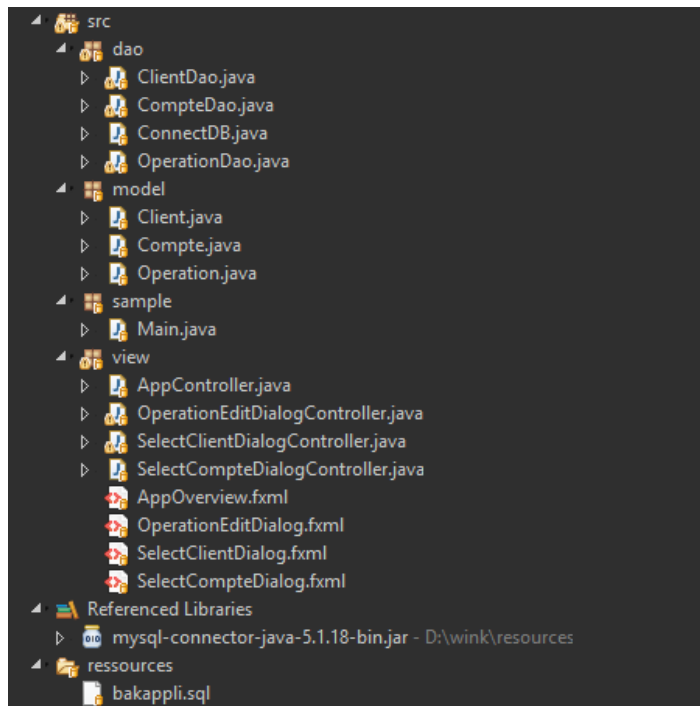 src
dao
ClientDao.java
CompteDao.java
ConnectDB.java
OperationDao.java
model
Client.java
Compte.java
Operation.java
sample
Main.java
view
AppController.java
OperationEditDialogController.java
SelectClientDialogController.java
SelectCompteDialogController.java
AppOverview.fxml
OperationEditDialog.fxml
SelectClientDialog.fxml
SelectCompteDialog.fxml
Referenced Libraries
mysql-connector-java-5.1.18-bin.jar - D:\wink\resources
ressources
bakappli.sql